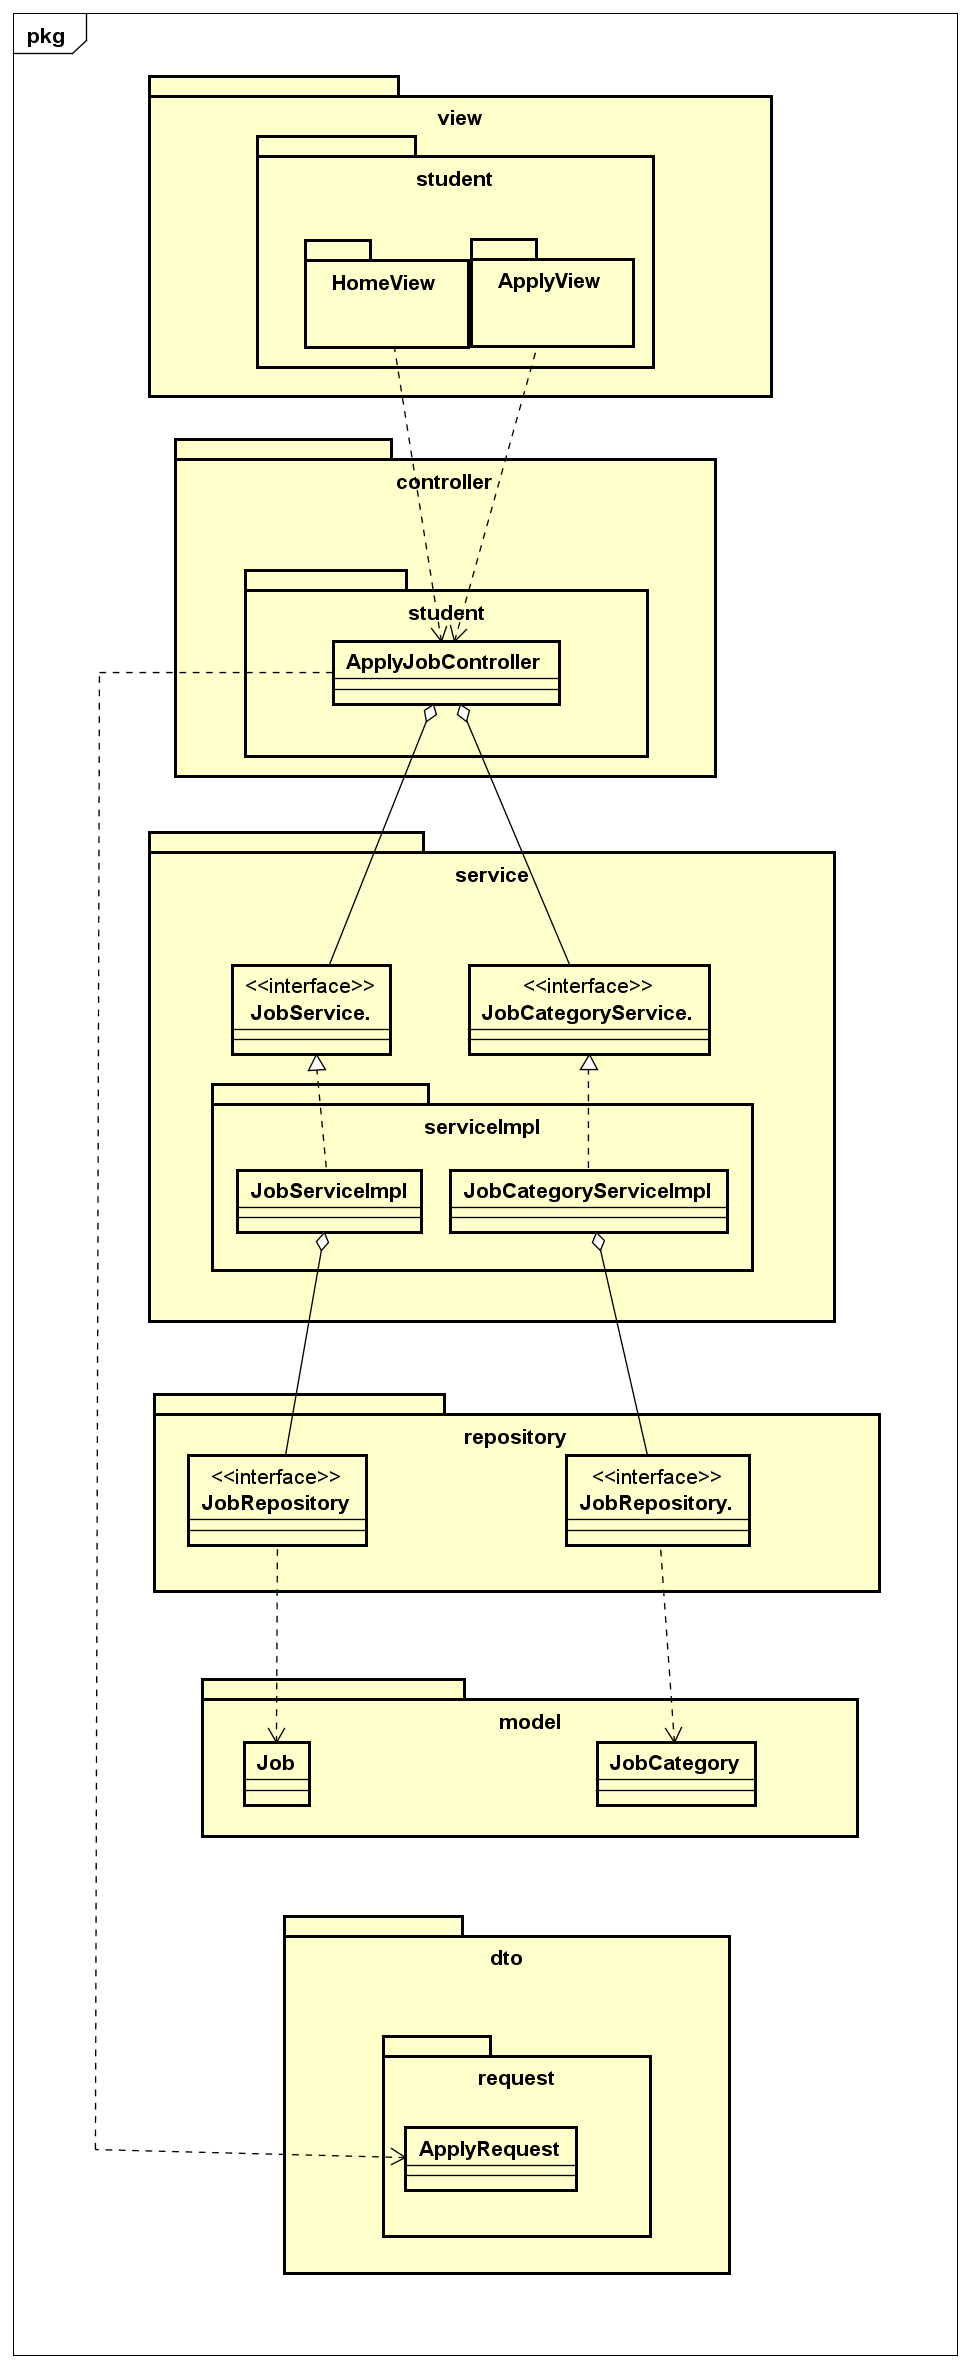 pkg
view
student
HomeView
ApplyView
controller
student
ApplyJobController
service
<<interface>>
JobService.
<<interface>>
JobCategoryService.
serviceImpl
JobServiceImpl
JobCategoryServiceImpl
repository
<<interface>>
JobRepository
<<interface>>
JobRepository.
model
Job
JobCategory
dto
request
ApplyRequest